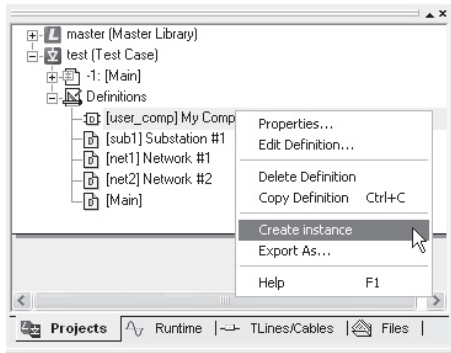 master (Master Library)
test (Test Case)
-1: [Main]
Definitions
[user_comp] My Comp
[sub1] Substation #1
[net1] Network #1
[net2] Network #2
[Main]
Properties...
Edit Definition...
Delete Definition
Copy Definition Ctrl+C
Create instance
Export As...
Help F1
Projects Runtime TLines/Cables Files